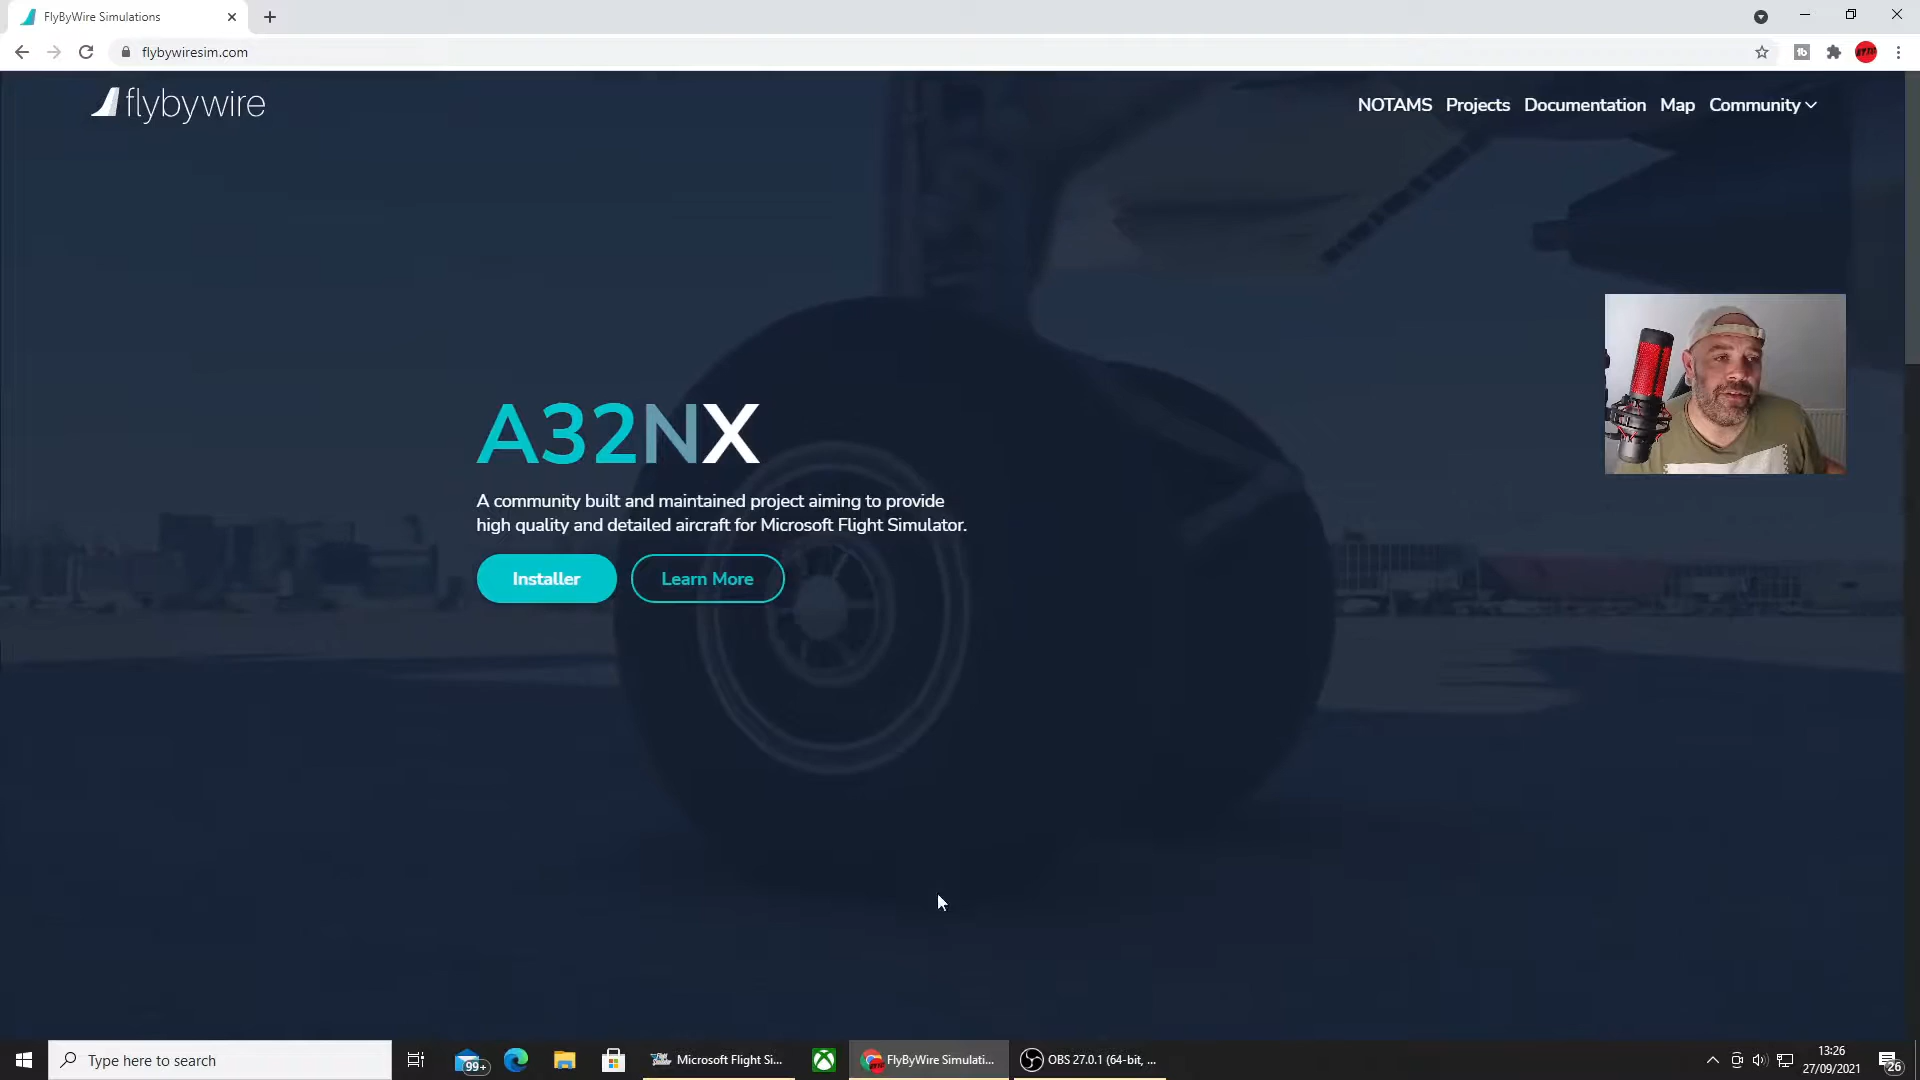 FlyByWire Simulations
flybywiresim.com
flybywire
NOTAMS Projects Documentation Map Community
A32NX
A community built and maintained project aiming to provide
high quality and detailed aircraft for Microsoft Flight Simulator.
Installer Learn More
Type here to search
99+
Microsoft Flight Si...
FlyByWire Simulati...
OBS 27.0.1 (64-bit, ...
13:26
27/09/2021
26